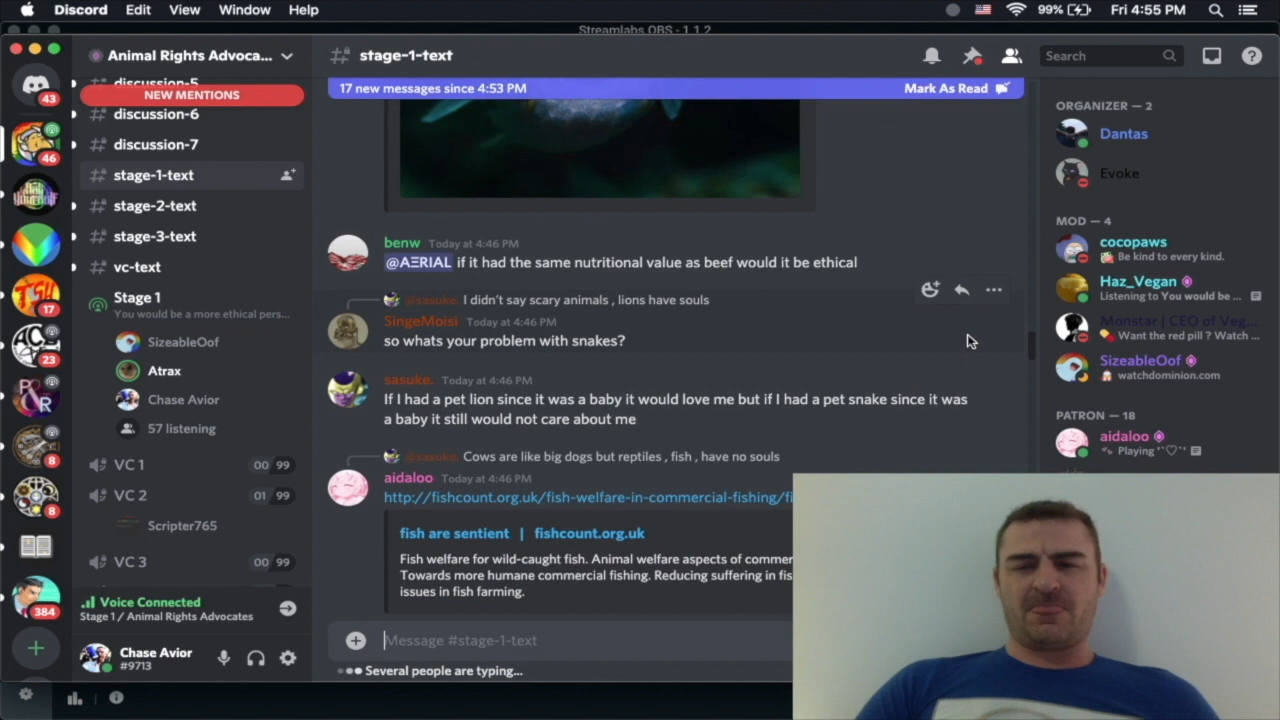 Discord Edit View Window Help
99% Fri 4:55 PM
Streamlabs OBS - 1.1.2
Animal Rights Advoca...
stage-1-text
Search
17 new messages since 4:53 PM
Mark As Read
43
46
17
23
8
8
384
discussion-5
NEW MENTIONS
discussion-6
discussion-7
stage-1-text
stage-2-text
stage-3-text
vc-text
Stage 1
You would be a more ethical pers...
SizeableOof
Atrax
Chase Avior
57 listening
VC 1 00 99
VC 2 01 99
Scripter765
VC 3 00 99
Voice Connected
Stage 1 / Animal Rights Advocates
Chase Avior
#9713
benw Today at 4:46 PM
@AΞRIAL if it had the same nutritional value as beef would it be ethical
@sasuke. I didn't say scary animals , lions have souls
SingeMoisi Today at 4:46 PM
so whats your problem with snakes?
sasuke. Today at 4:46 PM
If I had a pet lion since it was a baby it would love me but if I had a pet snake since it was
a baby it still would not care about me
@sasuke. Cows are like big dogs but reptiles , fish , have no souls
aidaloo Today at 4:46 PM
http://fishcount.org.uk/fish-welfare-in-commercial-fishing/fi
fish are sentient | fishcount.org.uk
Fish welfare for wild-caught fish. Animal welfare aspects of commer
Towards more humane commercial fishing. Reducing suffering in fis
issues in fish farming.
Message #stage-1-text
Several people are typing...
ORGANIZER — 2
Dantas
Evoke
MOD — 4
cocopaws
Be kind to every kind.
Haz_Vegan
Listening to You would be ...
Monstar | CEO of Veg...
Want the red pill ? Watch ...
SizeableOof
watchdominion.com
PATRON — 18
aidaloo
Playing